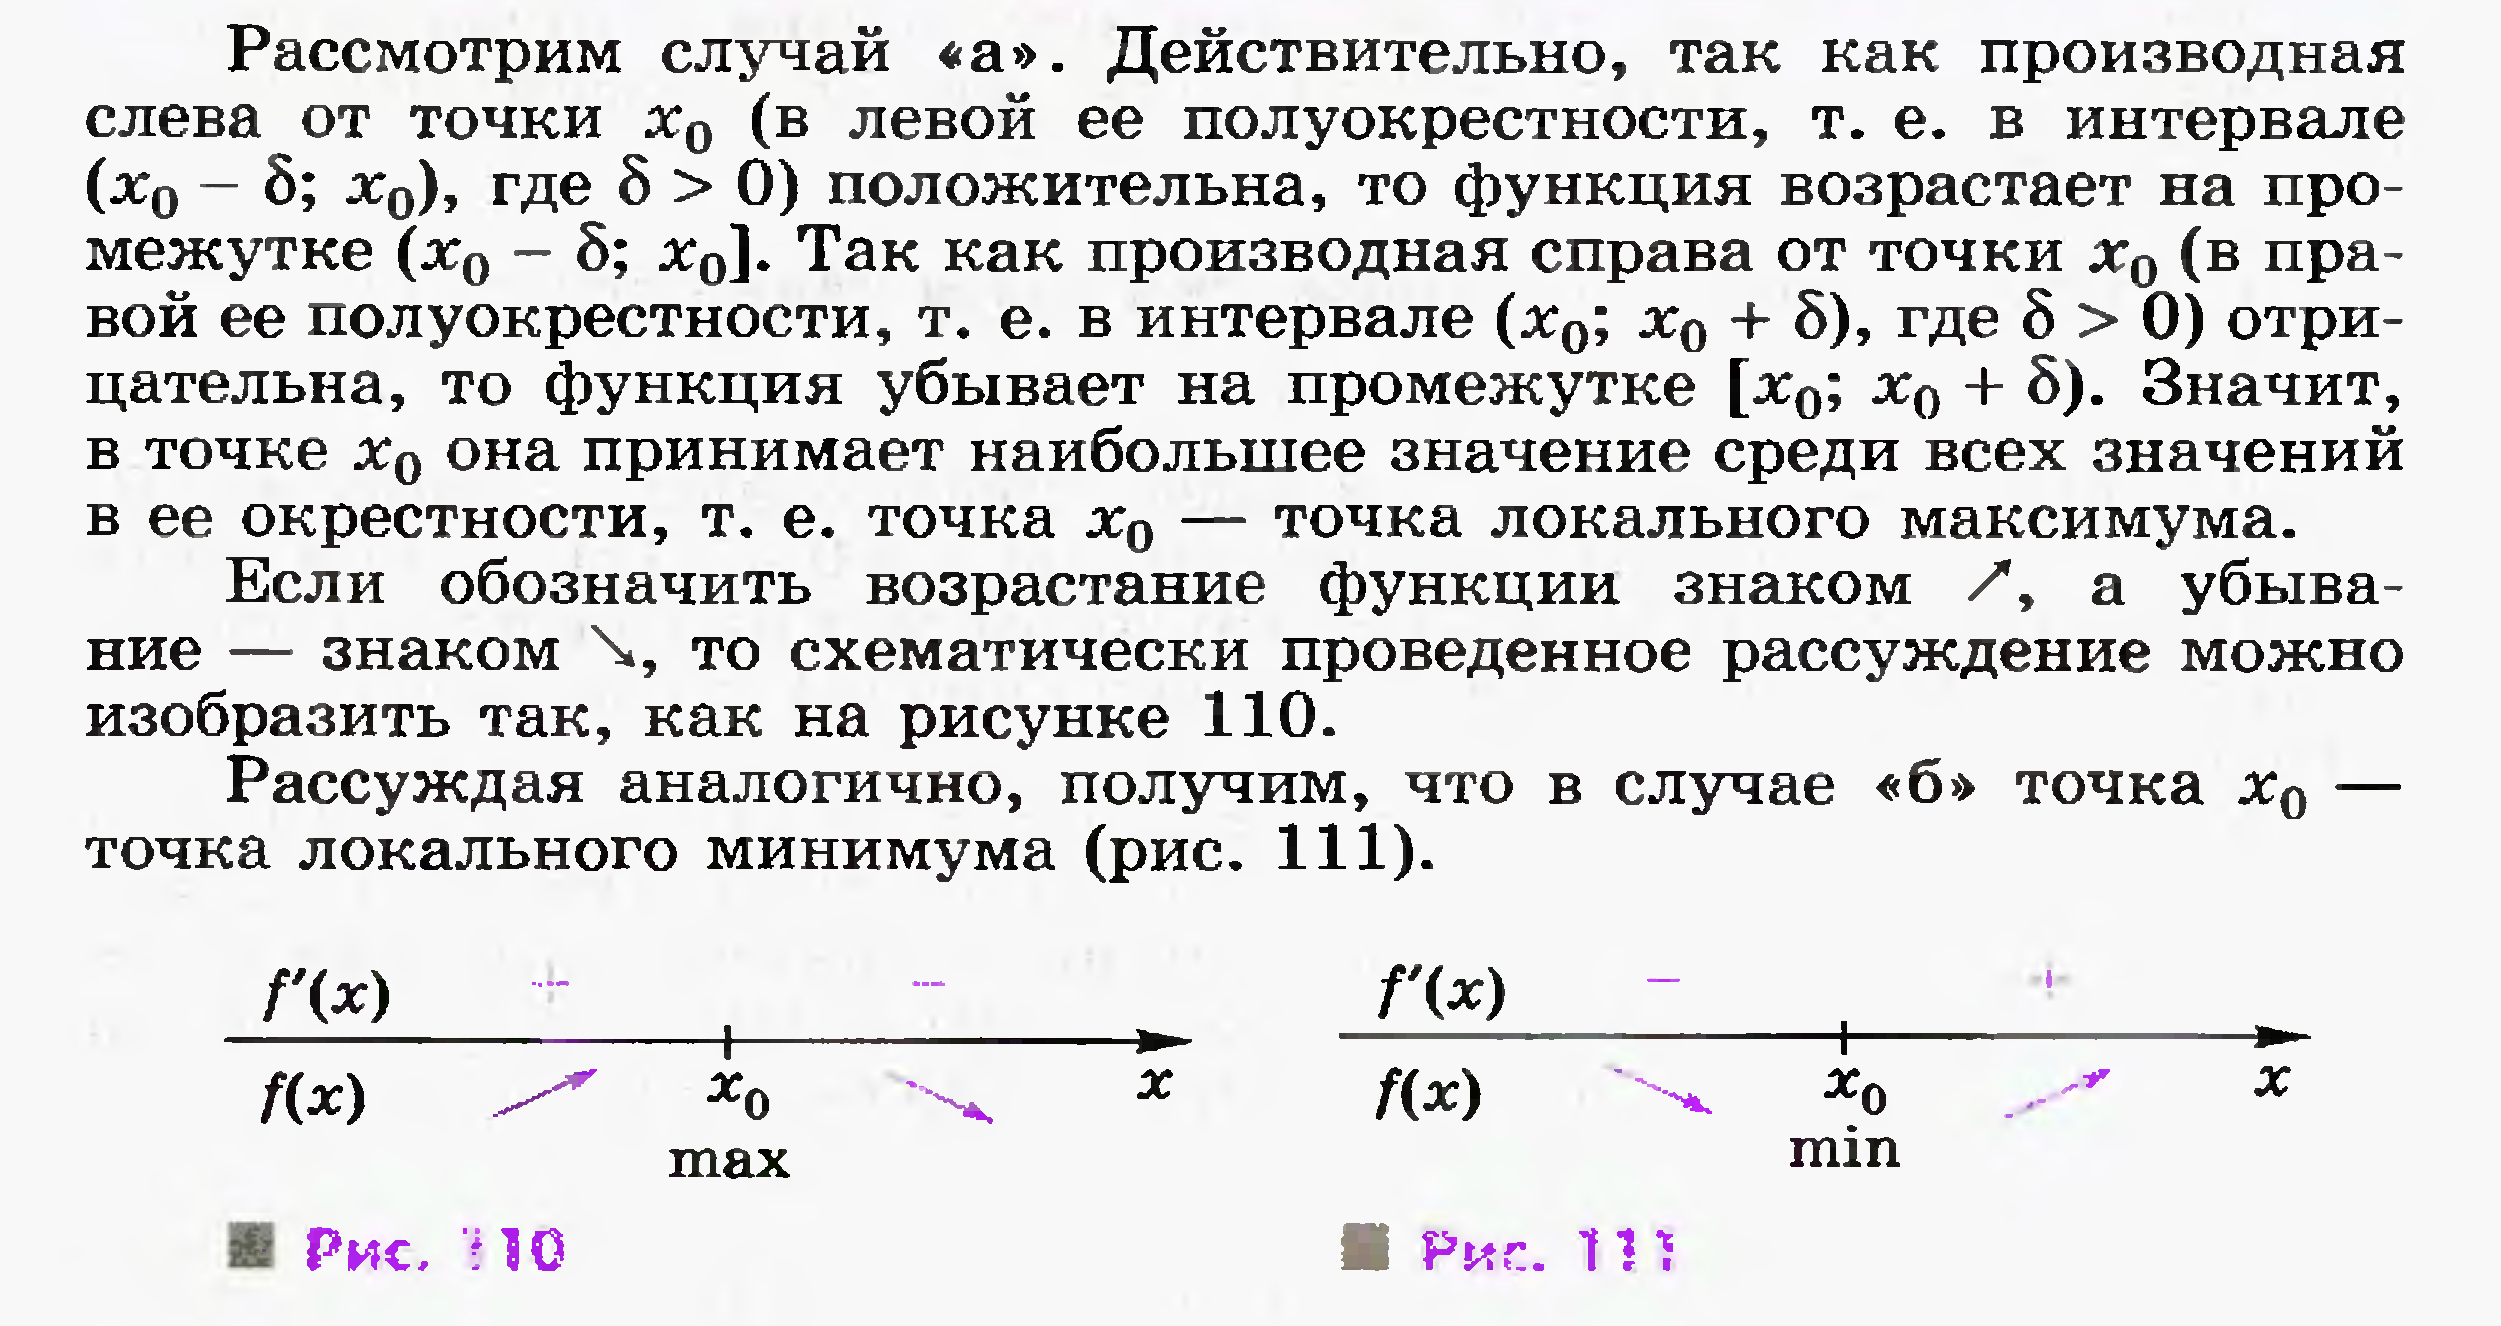 Рассмотрим случай «а». Действительно, так как производная
слева от точки x₀ (в левой ее полуокрестности, т. е. в интервале
(x₀ − δ; x₀), где δ > 0) положительна, то функция возрастает на про-
межутке (x₀ − δ; x₀]. Так как производная справа от точки x₀ (в пра-
вой ее полуокрестности, т. е. в интервале (x₀; x₀ + δ), где δ > 0) отри-
цательна, то функция убывает на промежутке [x₀; x₀ + δ). Значит,
в точке x₀ она принимает наибольшее значение среди всех значений
в ее окрестности, т. е. точка x₀ — точка локального максимума.
Если обозначить возрастание функции знаком ↗, а убыва-
ние — знаком ↘, то схематически проведенное рассуждение можно
изобразить так, как на рисунке 110.
Рассуждая аналогично, получим, что в случае «б» точка x₀ —
точка локального минимума (рис. 111).
f′(x) + −
f(x) ↗ x₀ ↘ x
max
Рис. 110
f′(x) − +
f(x) ↘ x₀ ↗ x
min
Рис. 111